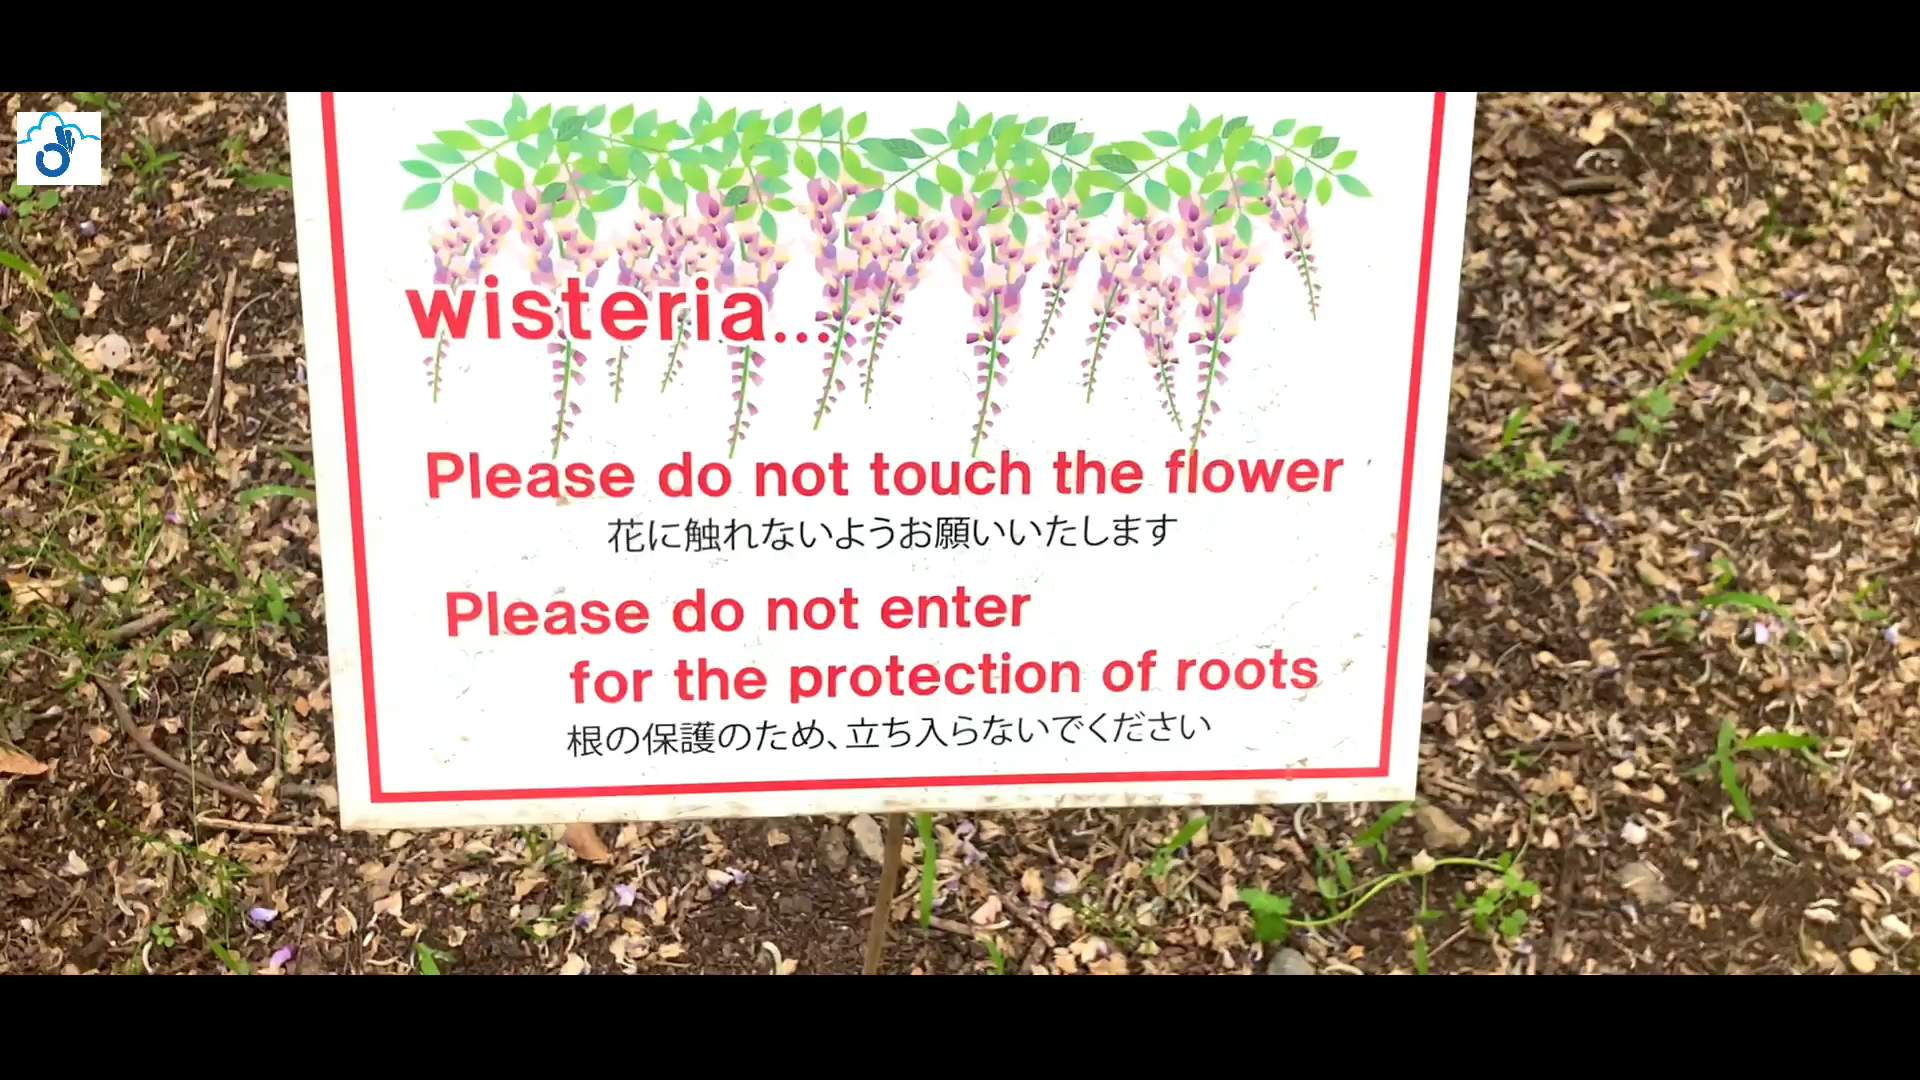 wisteria...
Please do not touch the flower
花に触れないようお願いいたします
Please do not enter
for the protection of roots
根の保護のため、立ち入らないでください